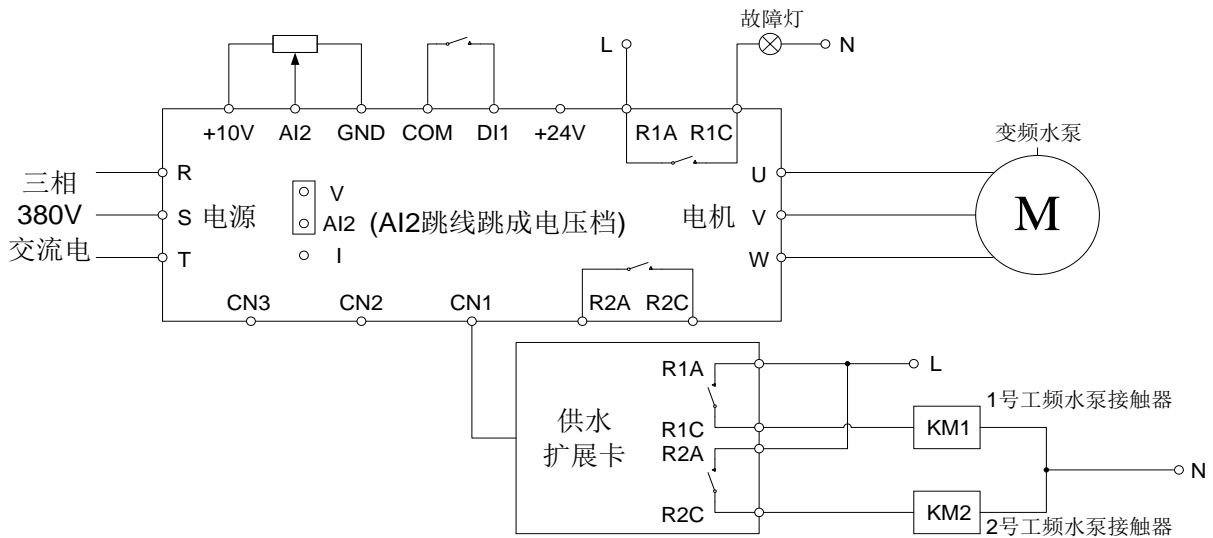 故障灯
L
N
+10V AI2 GND COM DI1 +24V R1A R1C
变频水泵
三相
380V
交流电
R
S
T
电源
V
AI2 (AI2跳线跳成电压档)
I
电机
U
V
W
M
CN3 CN2 CN1
R2A R2C
供水
扩展卡
R1A
R1C
R2A
R2C
L
1号工频水泵接触器
KM1
N
KM2
2号工频水泵接触器